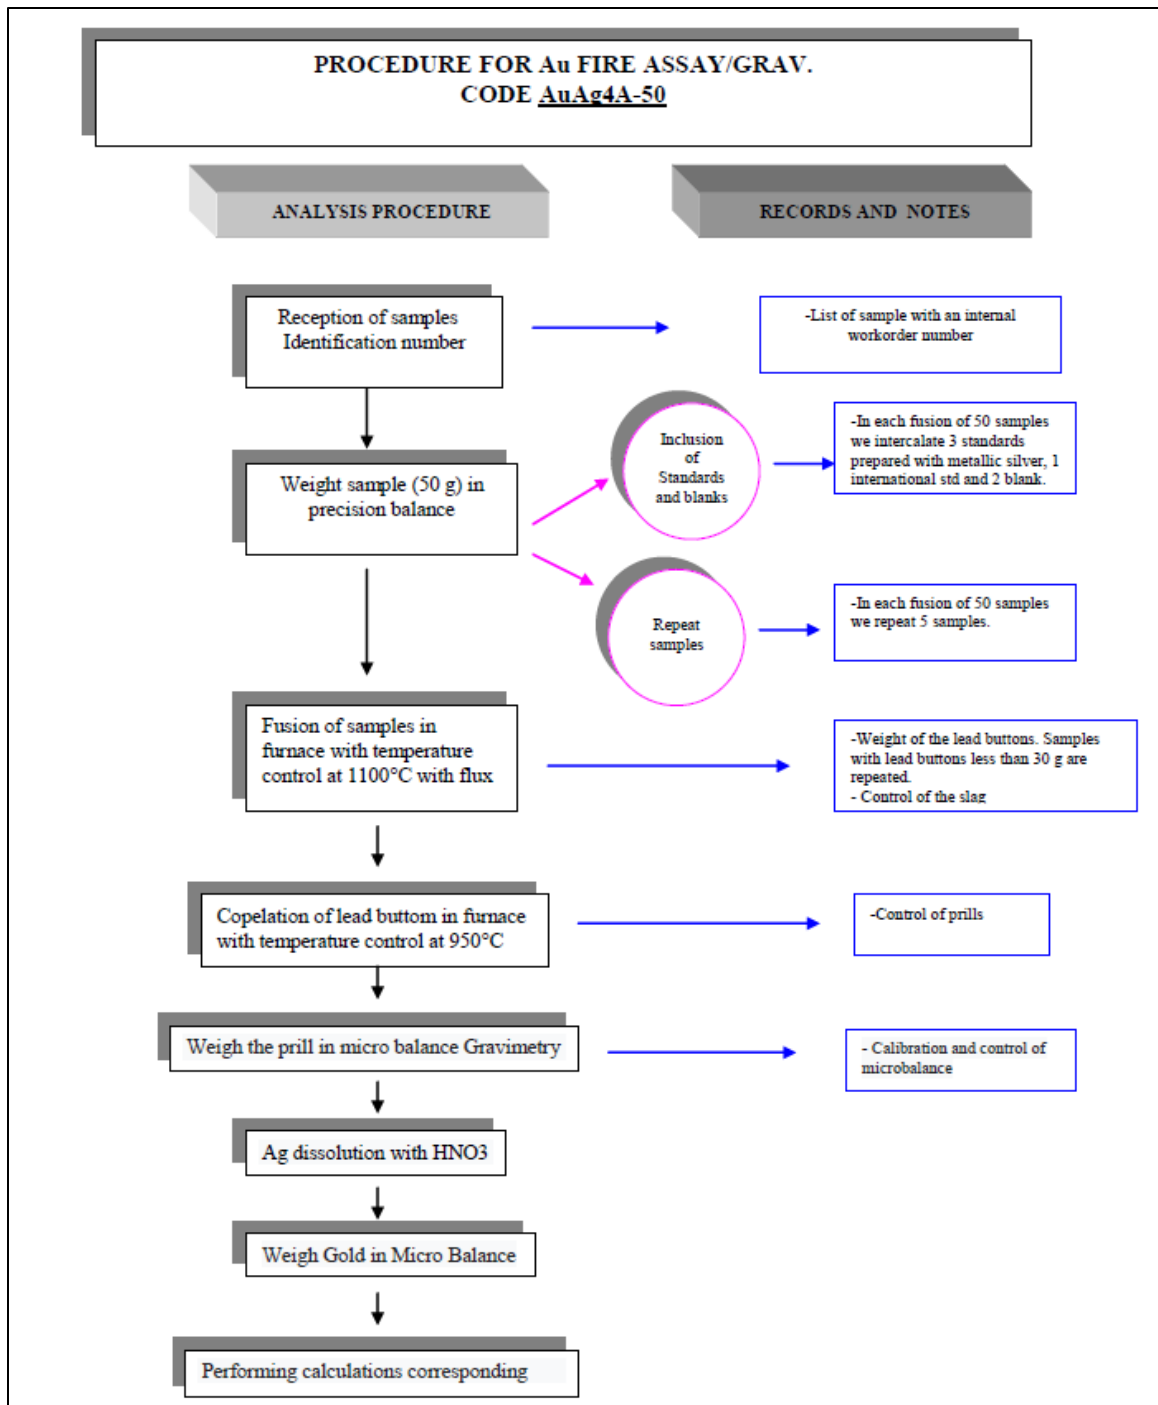 PROCEDURE FOR Au FIRE ASSAY/GRAV.
CODE AuAg4A-50
ANALYSIS PROCEDURE
RECORDS AND NOTES
Reception of samples
Identification number
-List of sample with an internal
workorder number
Weight sample (50 g) in
precision balance
Inclusion
of
Standards
and blanks
-In each fusion of 50 samples
we intercalate 3 standards
prepared with metallic silver, 1
international std and 2 blank.
Repeat
samples
-In each fusion of 50 samples
we repeat 5 samples.
Fusion of samples in
furnace with temperature
control at 1100°C with flux
-Weight of the lead buttons. Samples
with lead buttons less than 30 g are
repeated.
- Control of the slag
Copelation of lead buttom in furnace
with temperature control at 950°C
-Control of prills
Weigh the prill in micro balance Gravimetry
- Calibration and control of
microbalance
Ag dissolution with HNO3
Weigh Gold in Micro Balance
Performing calculations corresponding